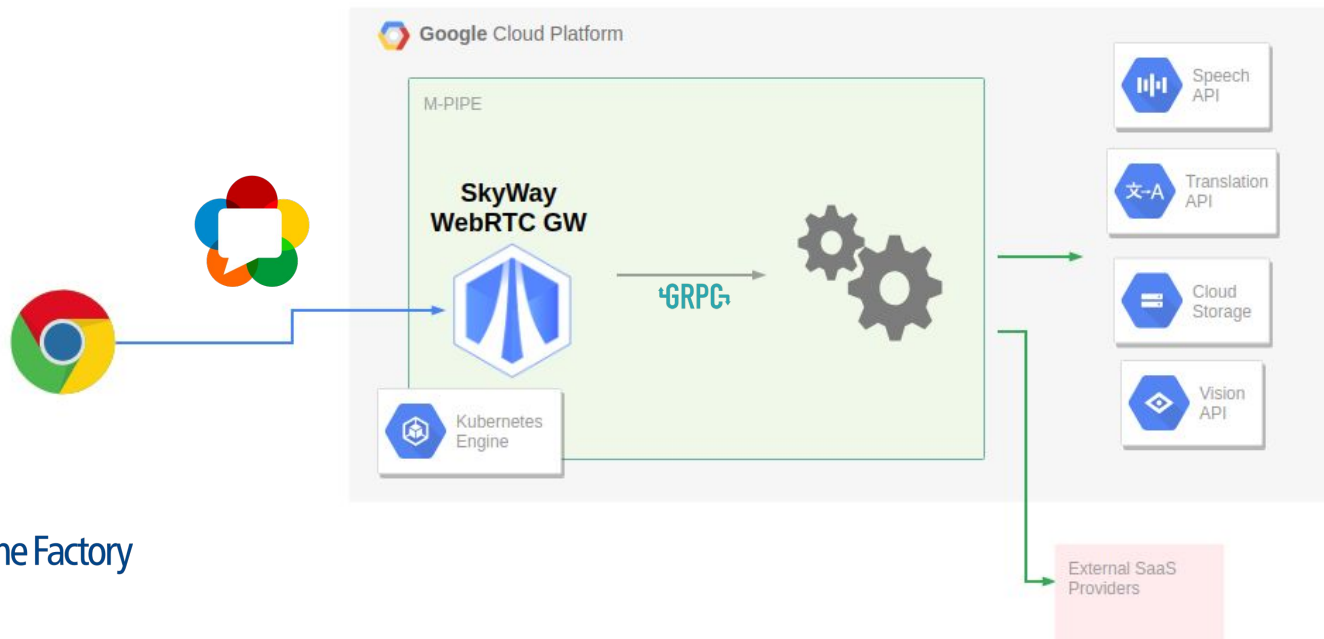 Google Cloud Platform
M-PIPE
SkyWay
WebRTC GW
GRPC
Kubernetes
Engine
Speech
API
文→A
Translation
API
Cloud
Storage
Vision
API
External SaaS
Providers
Factory